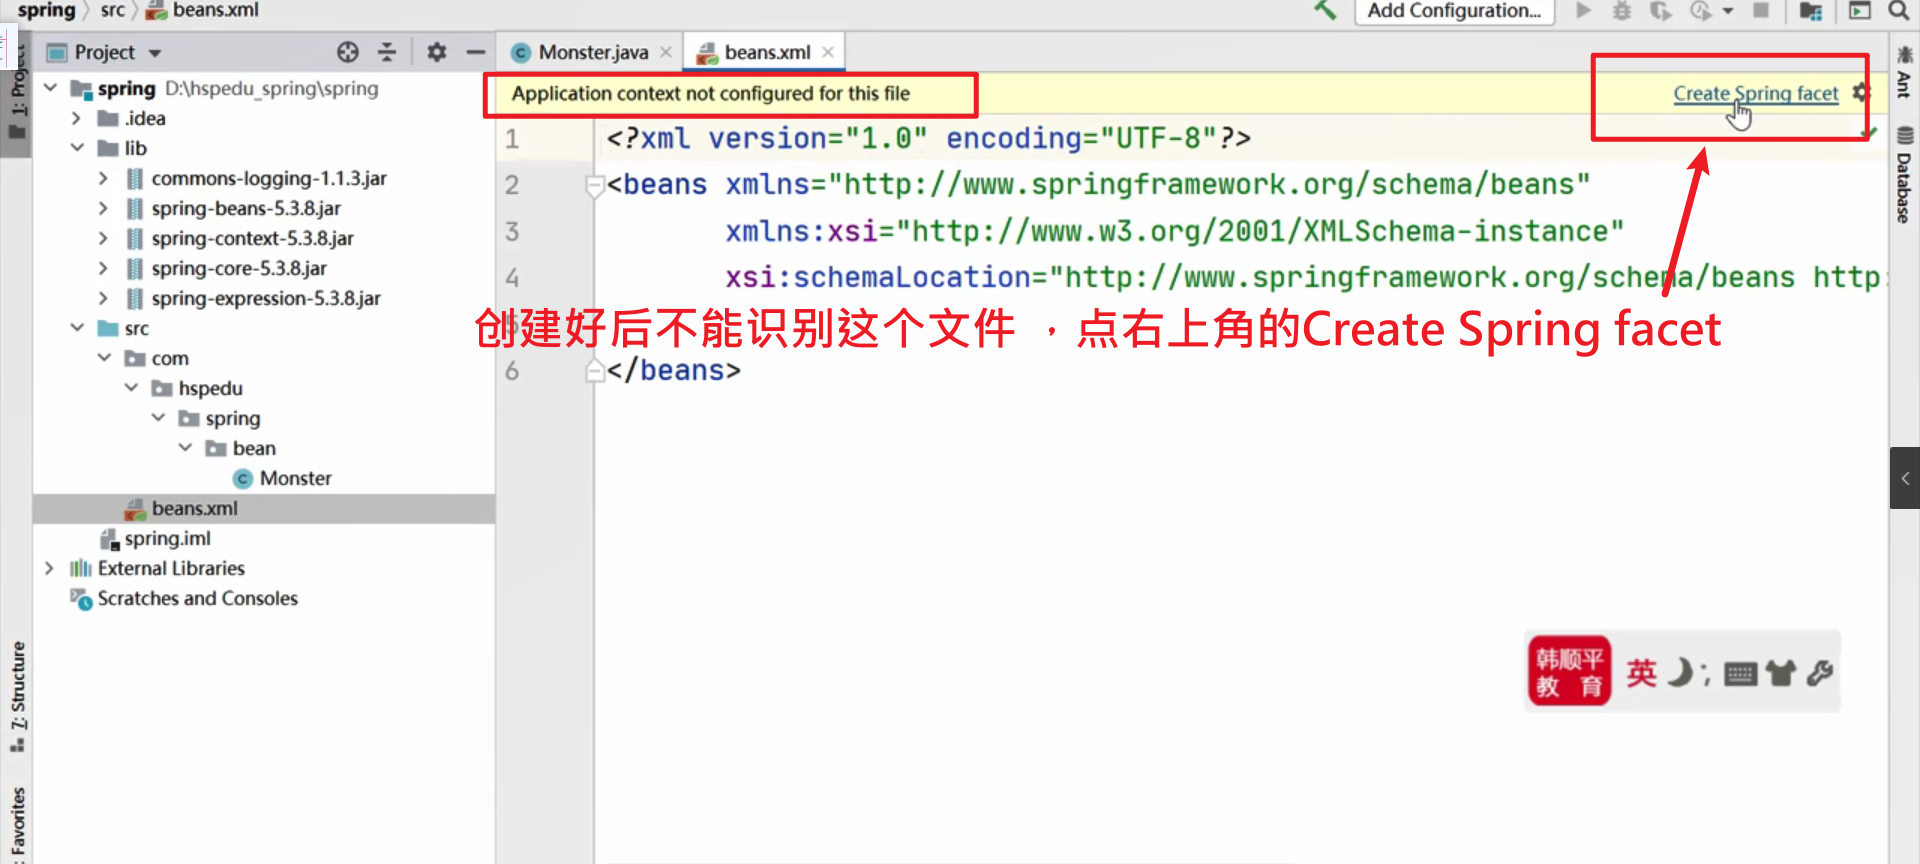 spring src beans.xml
Add Configuration...
Project
Monster.java
beans.xml
1: Project
spring D:\hspedu_spring\spring
.idea
lib
commons-logging-1.1.3.jar
spring-beans-5.3.8.jar
spring-context-5.3.8.jar
spring-core-5.3.8.jar
spring-expression-5.3.8.jar
src
com
hspedu
spring
bean
Monster
beans.xml
spring.iml
External Libraries
Scratches and Consoles
7: Structure
Favorites
Application context not configured for this file
Create Spring facet
1 <?xml version="1.0" encoding="UTF-8"?>
2 <beans xmlns="http://www.springframework.org/schema/beans"
3 xmlns:xsi="http://www.w3.org/2001/XMLSchema-instance"
4 xsi:schemaLocation="http://www.springframework.org/schema/beans http:
创建好后不能识别这个文件 ，点右上角的Create Spring facet
6 </beans>
Ant
Database
韩顺平
教 育
英 ;